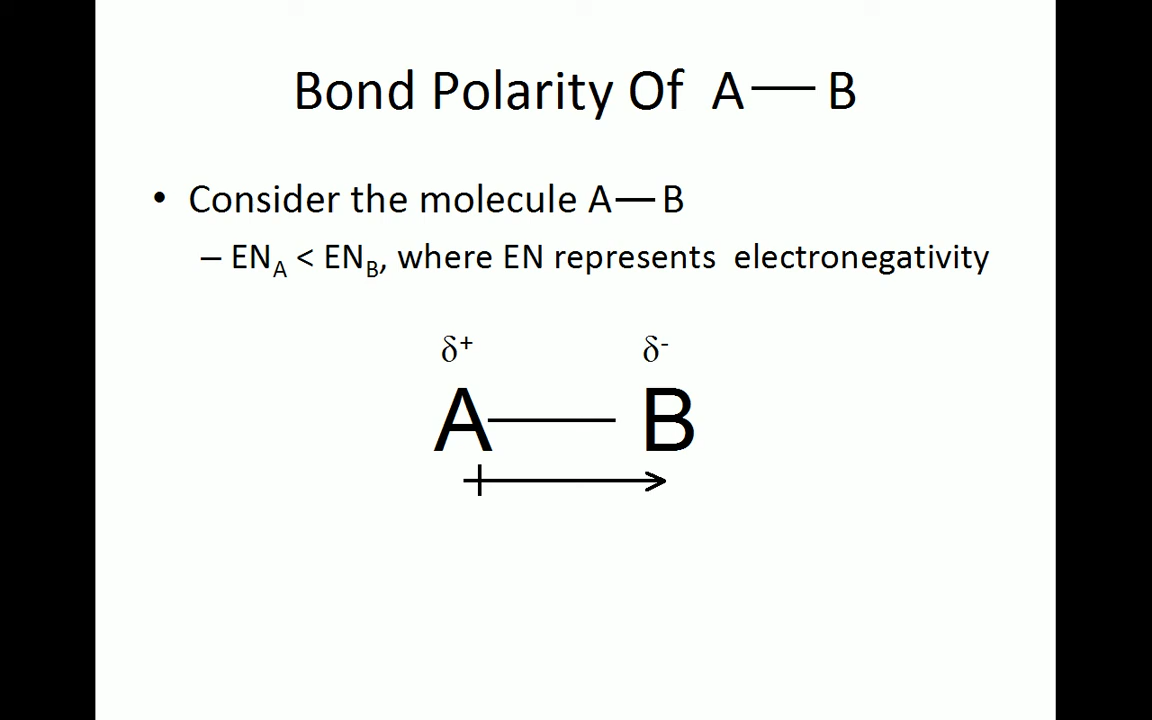 Bond Polarity Of A — B
• Consider the molecule A—B
– EN_A < EN_B, where EN represents electronegativity
δ+ δ-
A — B